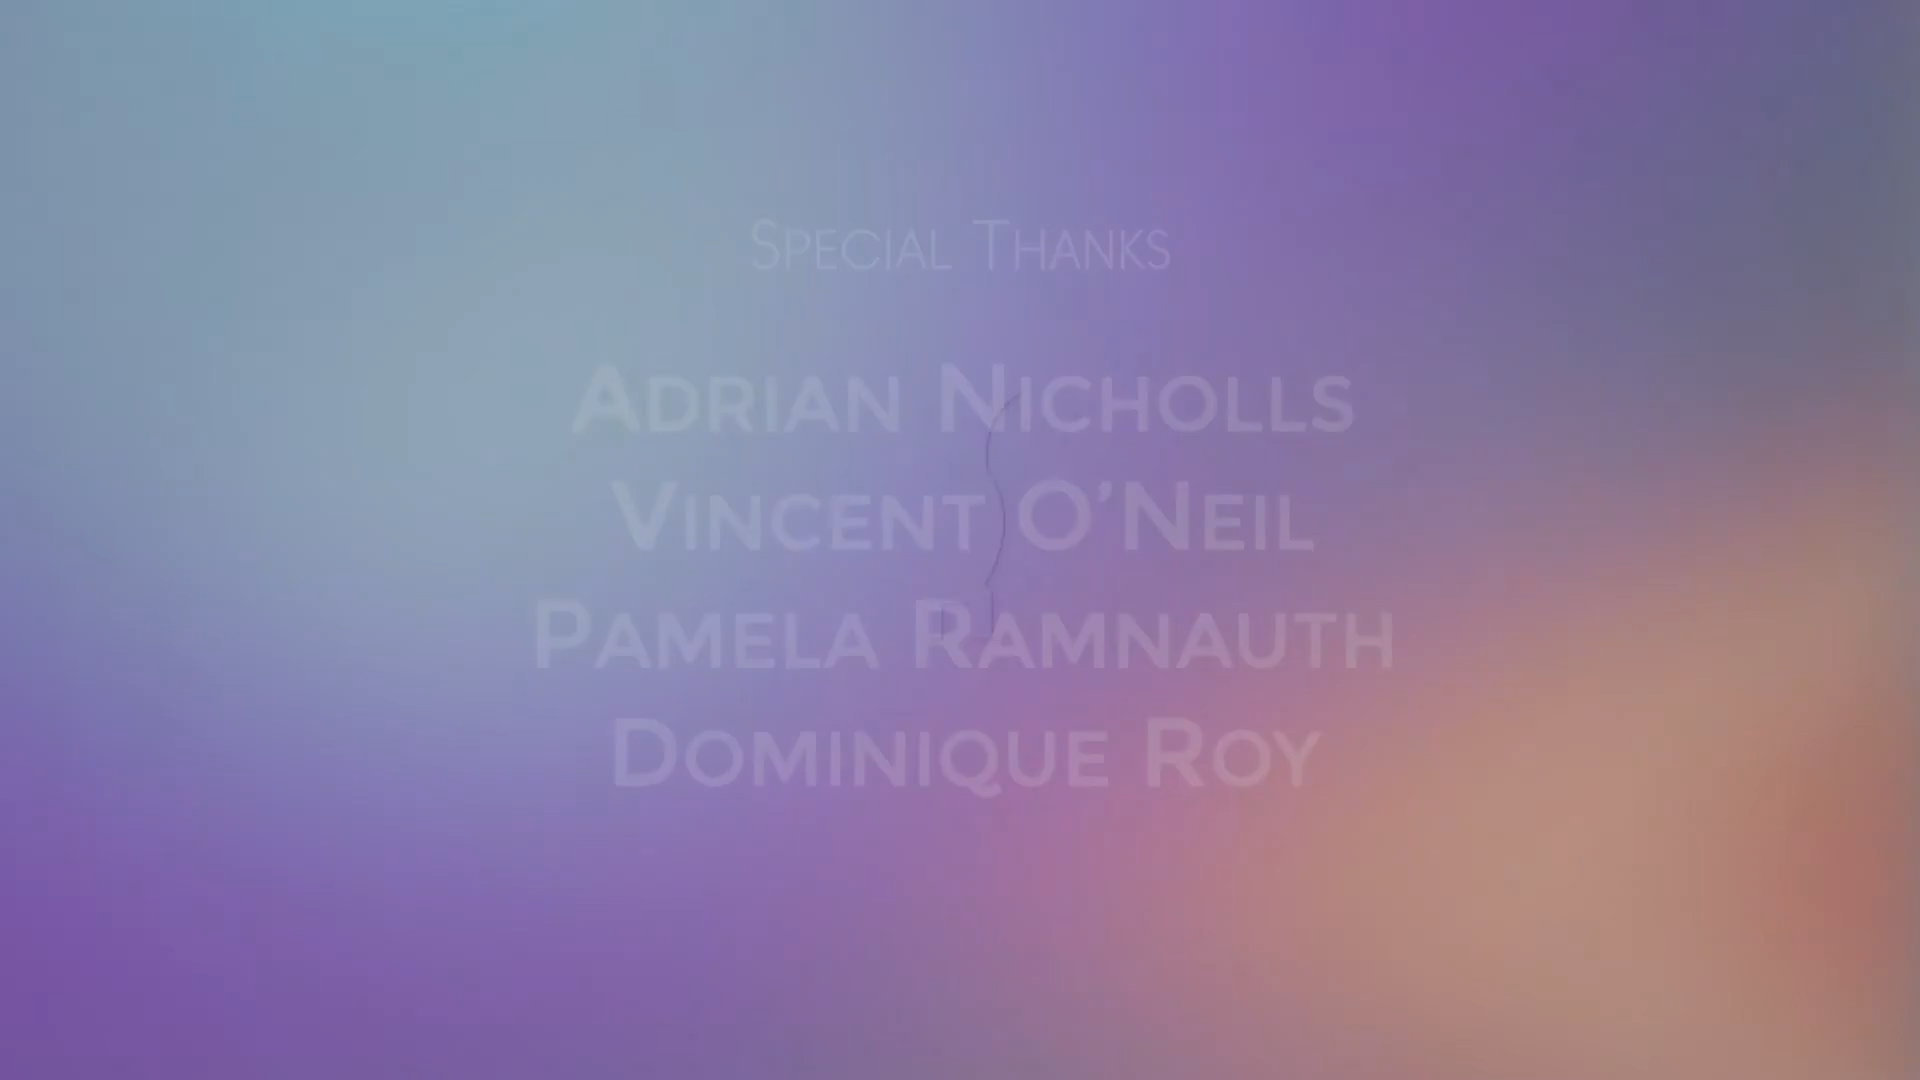 Special Thanks
Adrian Nicholls
Vincent O’Neil
Pamela Ramnauth
Dominique Roy